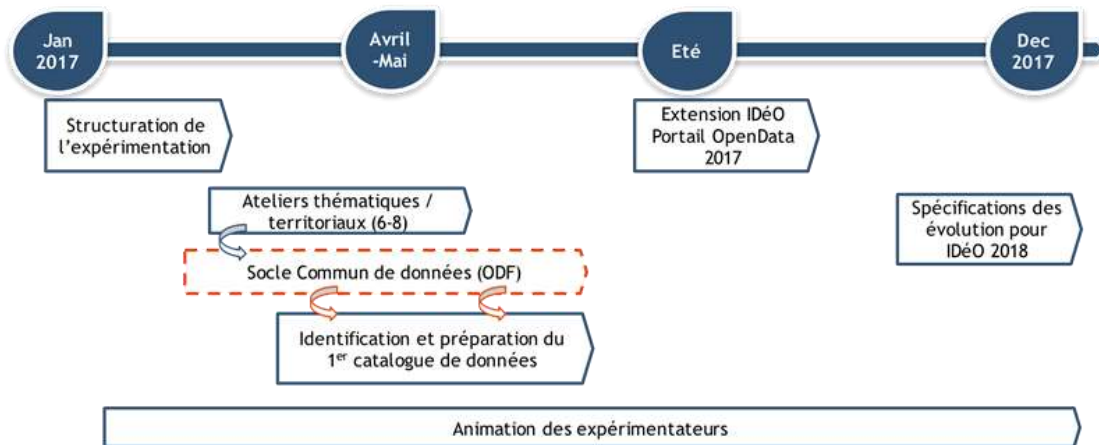 Jan
2017
Avril
-Mai
Eté
Dec
2017
Structuration de
l'expérimentation
Extension IDéO
Portail OpenData
2017
Ateliers thématiques /
territoriaux (6-8)
Spécifications des
évolution pour
IDéO 2018
Socle Commun de données (ODF)
Identification et préparation du
1er catalogue de données
Animation des expérimentateurs